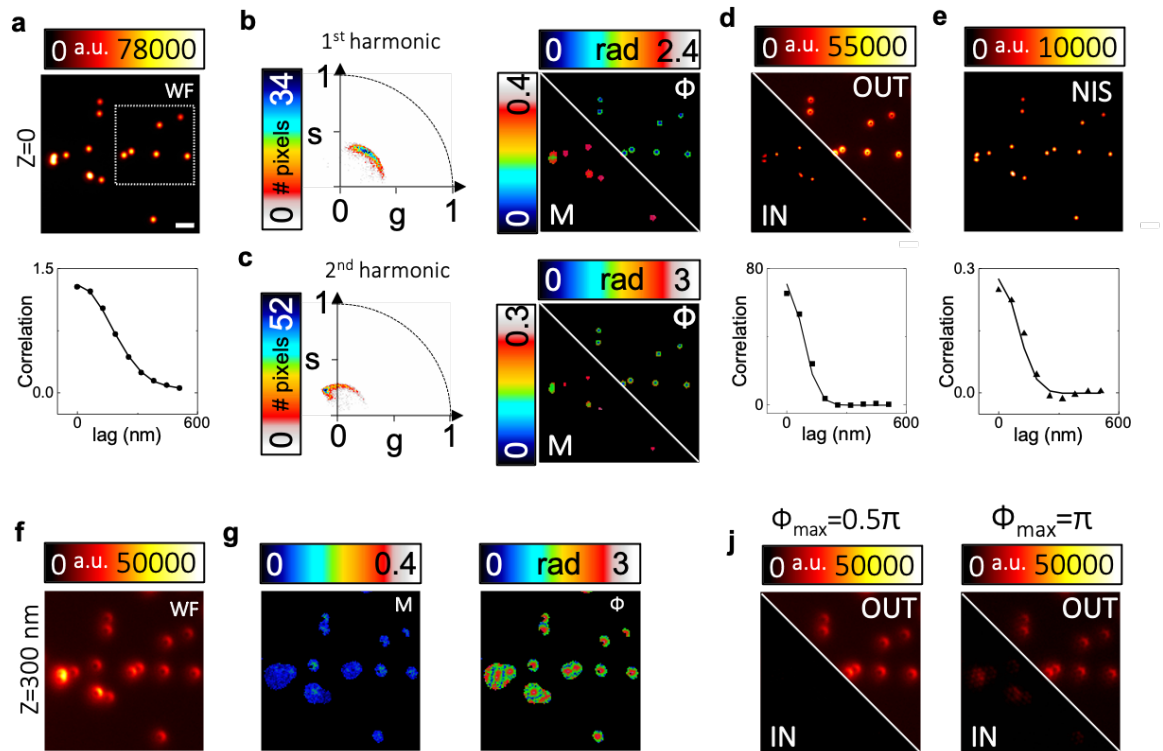 a
0 a.u. 78000
WF
Z=0
1.5
Correlation
0.0
0
600
lag (nm)
b
1st harmonic
0 # pixels 34
1
S
0
g
1
0 rad 2.4
0 0.4
Φ
M
c
2nd harmonic
0 # pixels 52
1
S
0
g
1
0 rad 3
0 0.3
Φ
M
d
0 a.u. 55000
OUT
IN
80
Correlation
0
0
600
lag (nm)
e
0 a.u. 10000
NIS
0.3
Correlation
0.0
0
600
lag (nm)
f
0 a.u. 50000
WF
Z=300 nm
g
0 0.4
M
0 rad 3
Φ
j
Φmax=0.5π
0 a.u. 50000
OUT
IN
Φmax=π
0 a.u. 50000
OUT
IN